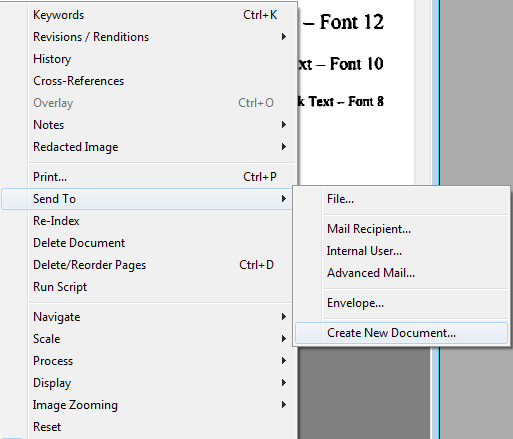 Keywords Ctrl+K
Revisions / Renditions
History
Cross-References
Overlay Ctrl+O
Notes
Redacted Image
Print... Ctrl+P
Send To
Re-Index
Delete Document
Delete/Reorder Pages Ctrl+D
Run Script
Navigate
Scale
Process
Display
Image Zooming
Reset
– Font 12
xt – Font 10
k Text – Font 8
File...
Mail Recipient...
Internal User...
Advanced Mail...
Envelope...
Create New Document...